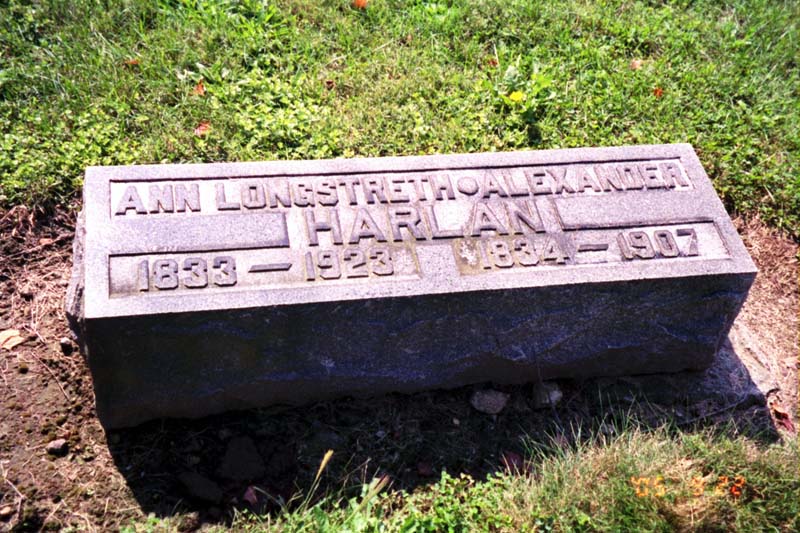 ANN LONGSTRETH • ALEXANDER
HARLAN
1833 — 1923 1834 — 1907